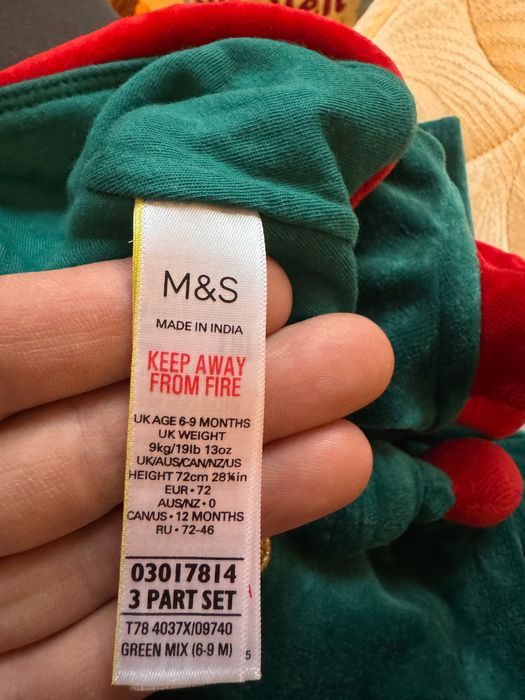 M&S
MADE IN INDIA
KEEP AWAY
FROM FIRE
UK AGE 6-9 MONTHS
UK WEIGHT
9kg/19lb 13oz
UK/AUS/CAN/NZ/US
HEIGHT 72cm 28¼in
EUR • 72
AUS/NZ • 0
CAN/US • 12 MONTHS
RU • 72-46
03017814
3 PART SET
T78 4037X/09740
GREEN MIX (6-9 M)
5